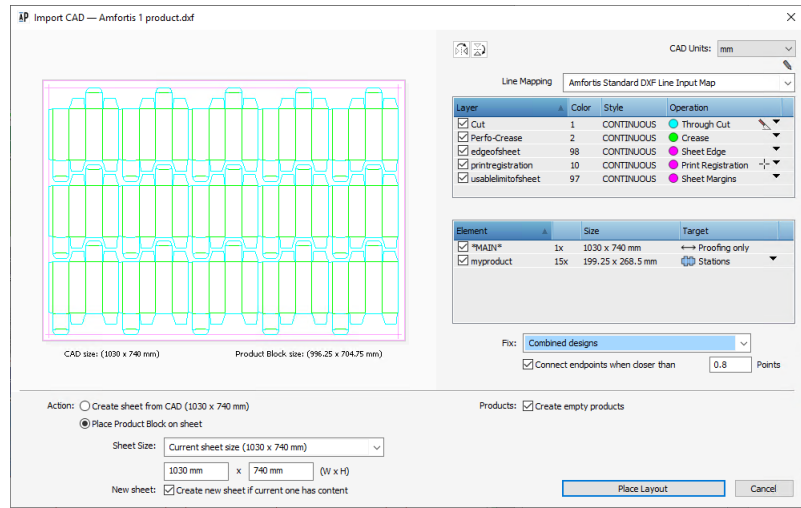 Import CAD — Amfortis 1 product.dxf
CAD Units: mm
Line Mapping Amfortis Standard DXF Line Input Map
Layer Color Style Operation
Cut 1 CONTINUOUS Through Cut
Perfo-Crease 2 CONTINUOUS Crease
edgeofsheet 98 CONTINUOUS Sheet Edge
printregistration 10 CONTINUOUS Print Registration
usablelimitofsheet 97 CONTINUOUS Sheet Margins
Element Size Target
*MAIN* 1x 1030 x 740 mm Proofing only
myproduct 15x 199.25 x 268.5 mm Stations
Fix: Combined designs
Connect endpoints when closer than 0.8 Points
CAD size: (1030 x 740 mm) Product Block size: (996.25 x 704.75 mm)
Action: Create sheet from CAD (1030 x 740 mm)
Place Product Block on sheet
Sheet Size: Current sheet size (1030 x 740 mm)
1030 mm x 740 mm (W x H)
New sheet: Create new sheet if current one has content
Products: Create empty products
Place Layout Cancel